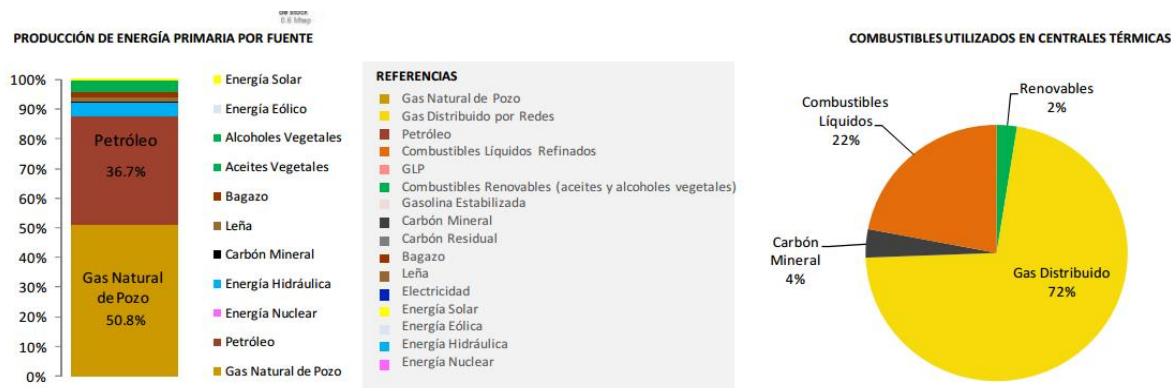 de stock
0.6 Mtep
PRODUCCIÓN DE ENERGÍA PRIMARIA POR FUENTE
100%
90%
80%
70%
60%
50%
40%
30%
20%
10%
0%
Petróleo
36.7%
Gas Natural
de Pozo
50.8%
Energía Solar
Energía Eólico
Alcoholes Vegetales
Aceites Vegetales
Bagazo
Leña
Carbón Mineral
Energía Hidráulica
Energía Nuclear
Petróleo
Gas Natural de Pozo
REFERENCIAS
Gas Natural de Pozo
Gas Distribuido por Redes
Petróleo
Combustibles Líquidos Refinados
GLP
Combustibles Renovables (aceites y alcoholes vegetales)
Gasolina Estabilizada
Carbón Mineral
Carbón Residual
Bagazo
Leña
Electricidad
Energía Solar
Energía Eólica
Energía Hidráulica
Energía Nuclear
COMBUSTIBLES UTILIZADOS EN CENTRALES TÉRMICAS
Renovables
2%
Combustibles
Líquidos
22%
Carbón
Mineral
4%
Gas Distribuido
72%